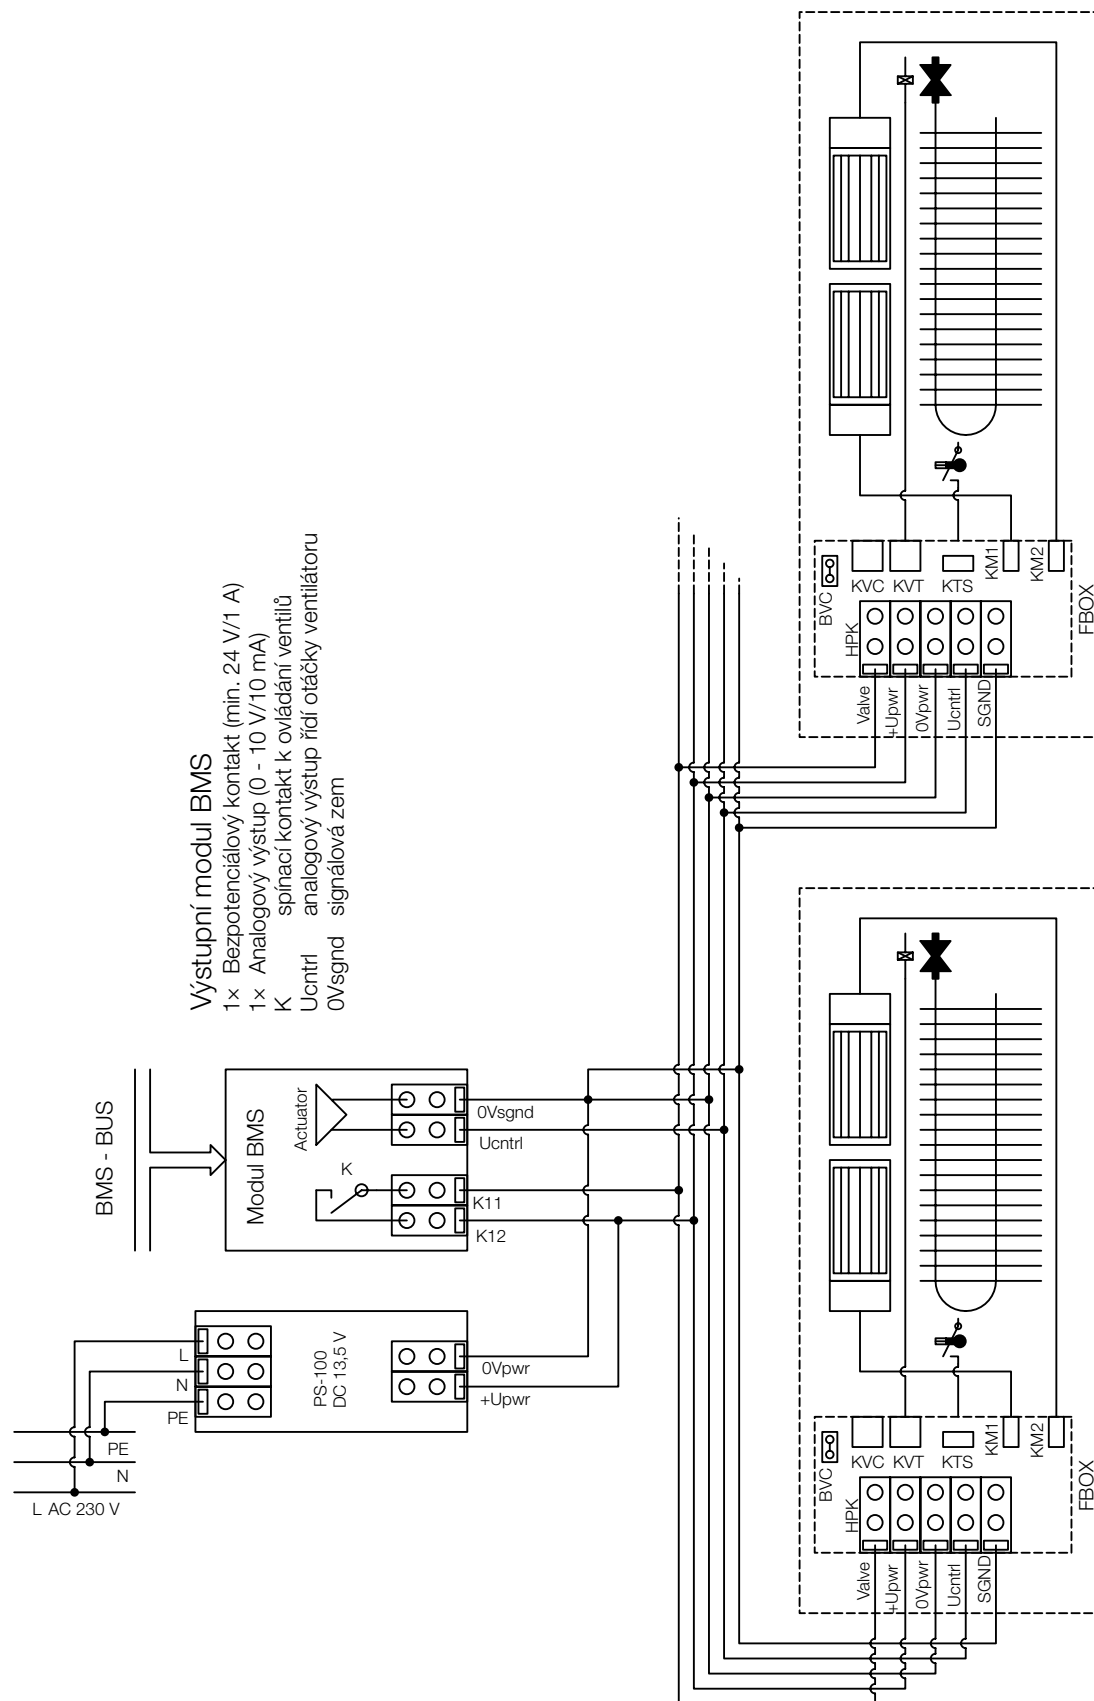 Výstupní modul BMS
1× Bezpotenciálový kontakt (min. 24 V/1 A)
1× Analogový výstup (0 - 10 V/10 mA)
K spínací kontakt k ovládání ventilů
Ucntrl analogový výstup řídí otáčky ventilátoru
0Vsgnd signálová zem
BMS - BUS
Modul BMS
Actuator
K
0Vsgnd
Ucntrl
K11
K12
PS-100
DC 13,5 V
L
N
PE
0Vpwr
+Upwr
PE
N
L AC 230 V
BVC
KVC
KVT
KTS
KM1
KM2
HPK
FBOX
Valve
+Upwr
0Vpwr
Ucntrl
SGND
BVC
KVC
KVT
KTS
KM1
KM2
HPK
FBOX
Valve
+Upwr
0Vpwr
Ucntrl
SGND